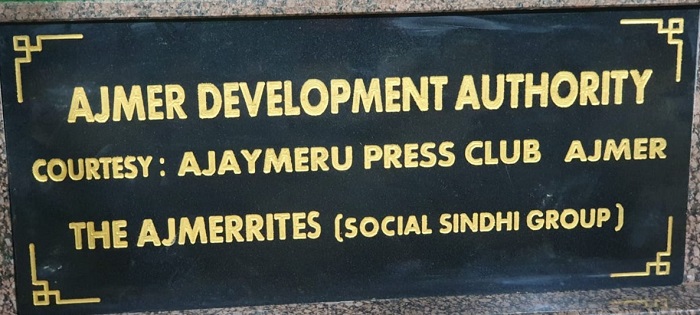 AJMER DEVELOPMENT AUTHORITY
COURTESY: AJAYMERU PRESS CLUB AJMER
THE AJMERRITES (SOCIAL SINDHI GROUP)